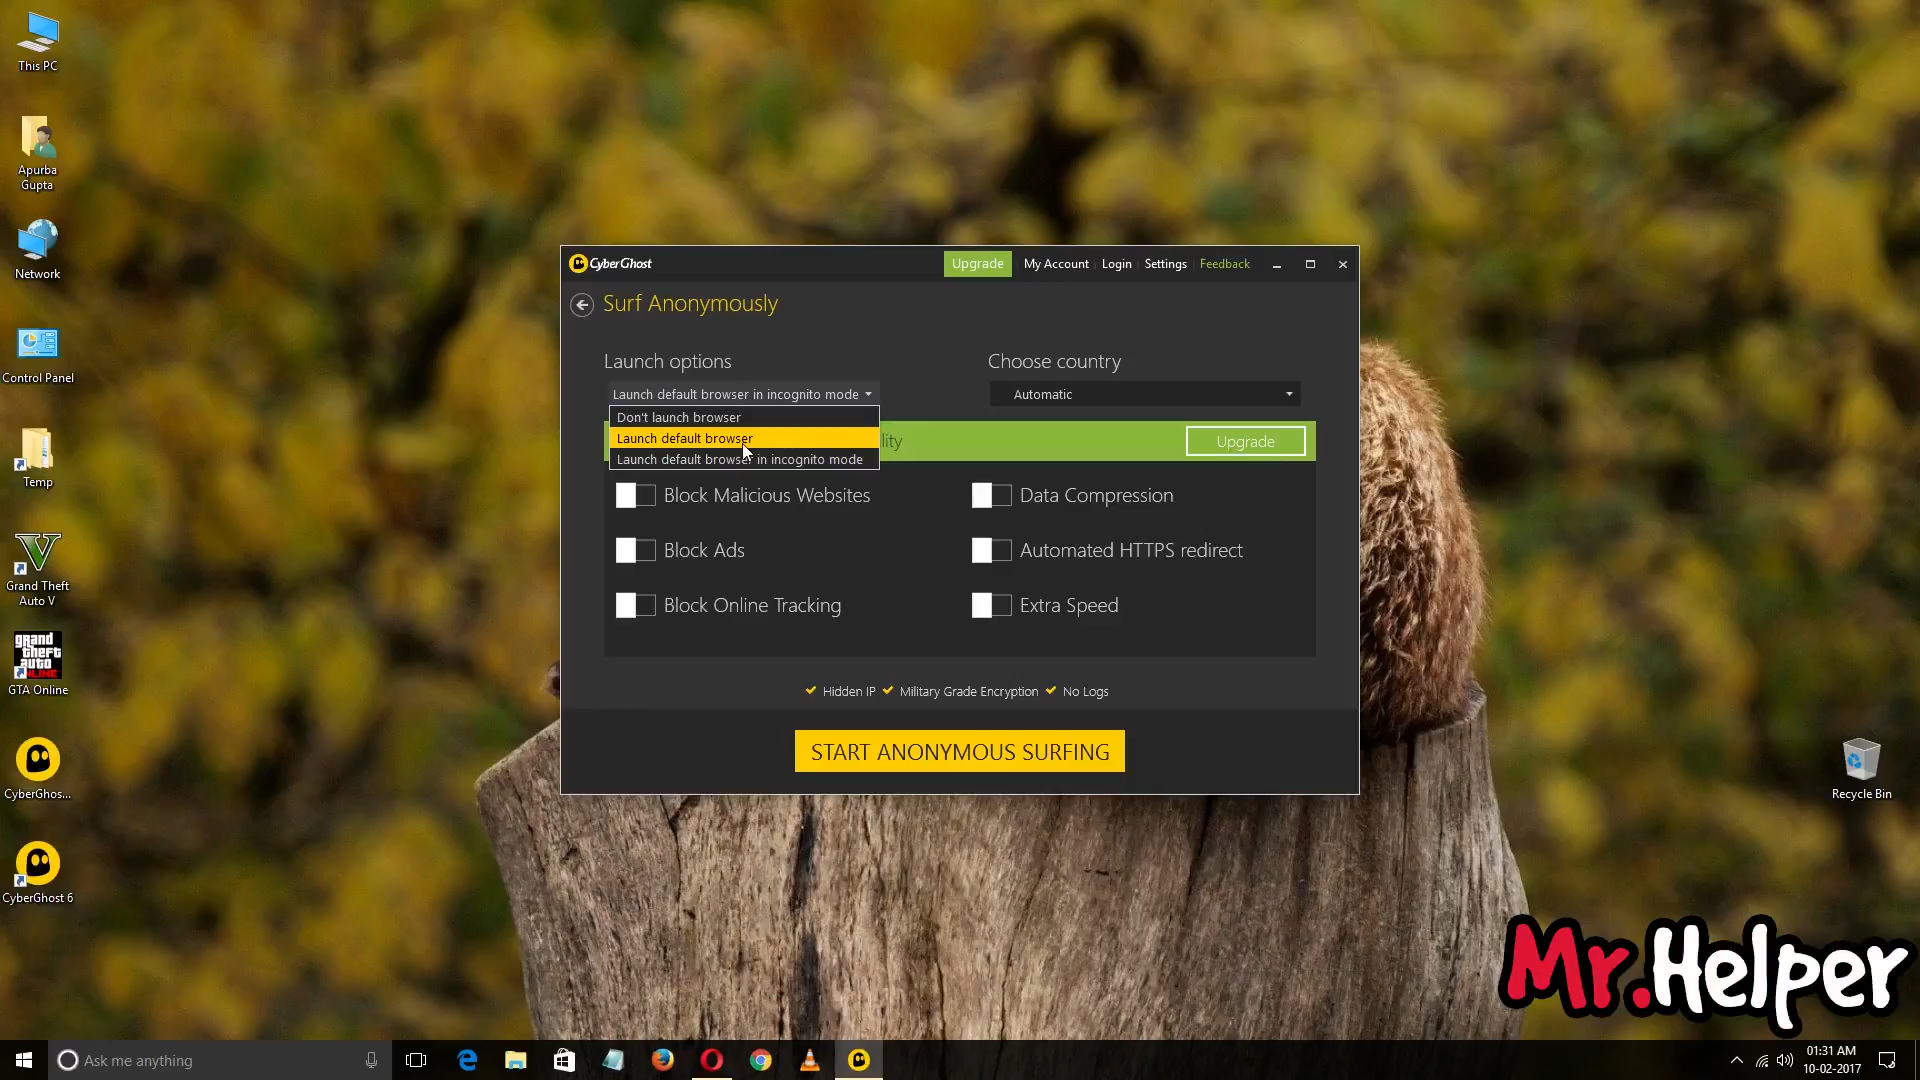 This PC
Apurba
Gupta
Network
Control Panel
Temp
Grand Theft
Auto V
grand
theft
auto
ONLINE
GTA Online
CyberGhos...
CyberGhost 6
CyberGhost
Upgrade
My Account
Login
Settings
Feedback
Surf Anonymously
Launch options
Choose country
Launch default browser in incognito mode
Automatic
Don't launch browser
Launch default browser
Launch default browser in incognito mode
lity
Upgrade
Block Malicious Websites
Data Compression
Block Ads
Automated HTTPS redirect
Block Online Tracking
Extra Speed
Hidden IP
Military Grade Encryption
No Logs
START ANONYMOUS SURFING
Recycle Bin
Mr.Helper
Ask me anything
01:31 AM
10-02-2017